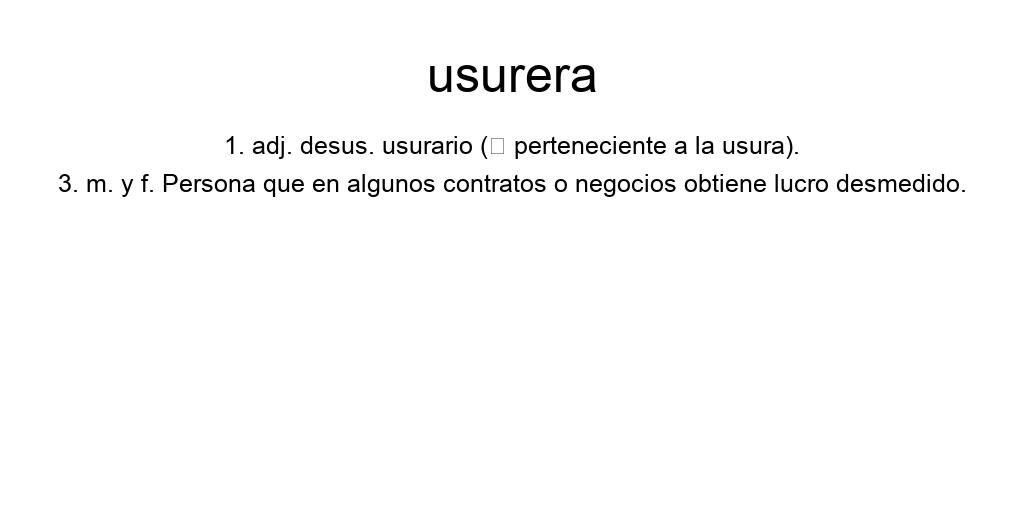 usurera
1. adj. desus. usurario (□ perteneciente a la usura).
3. m. y f. Persona que en algunos contratos o negocios obtiene lucro desmedido.